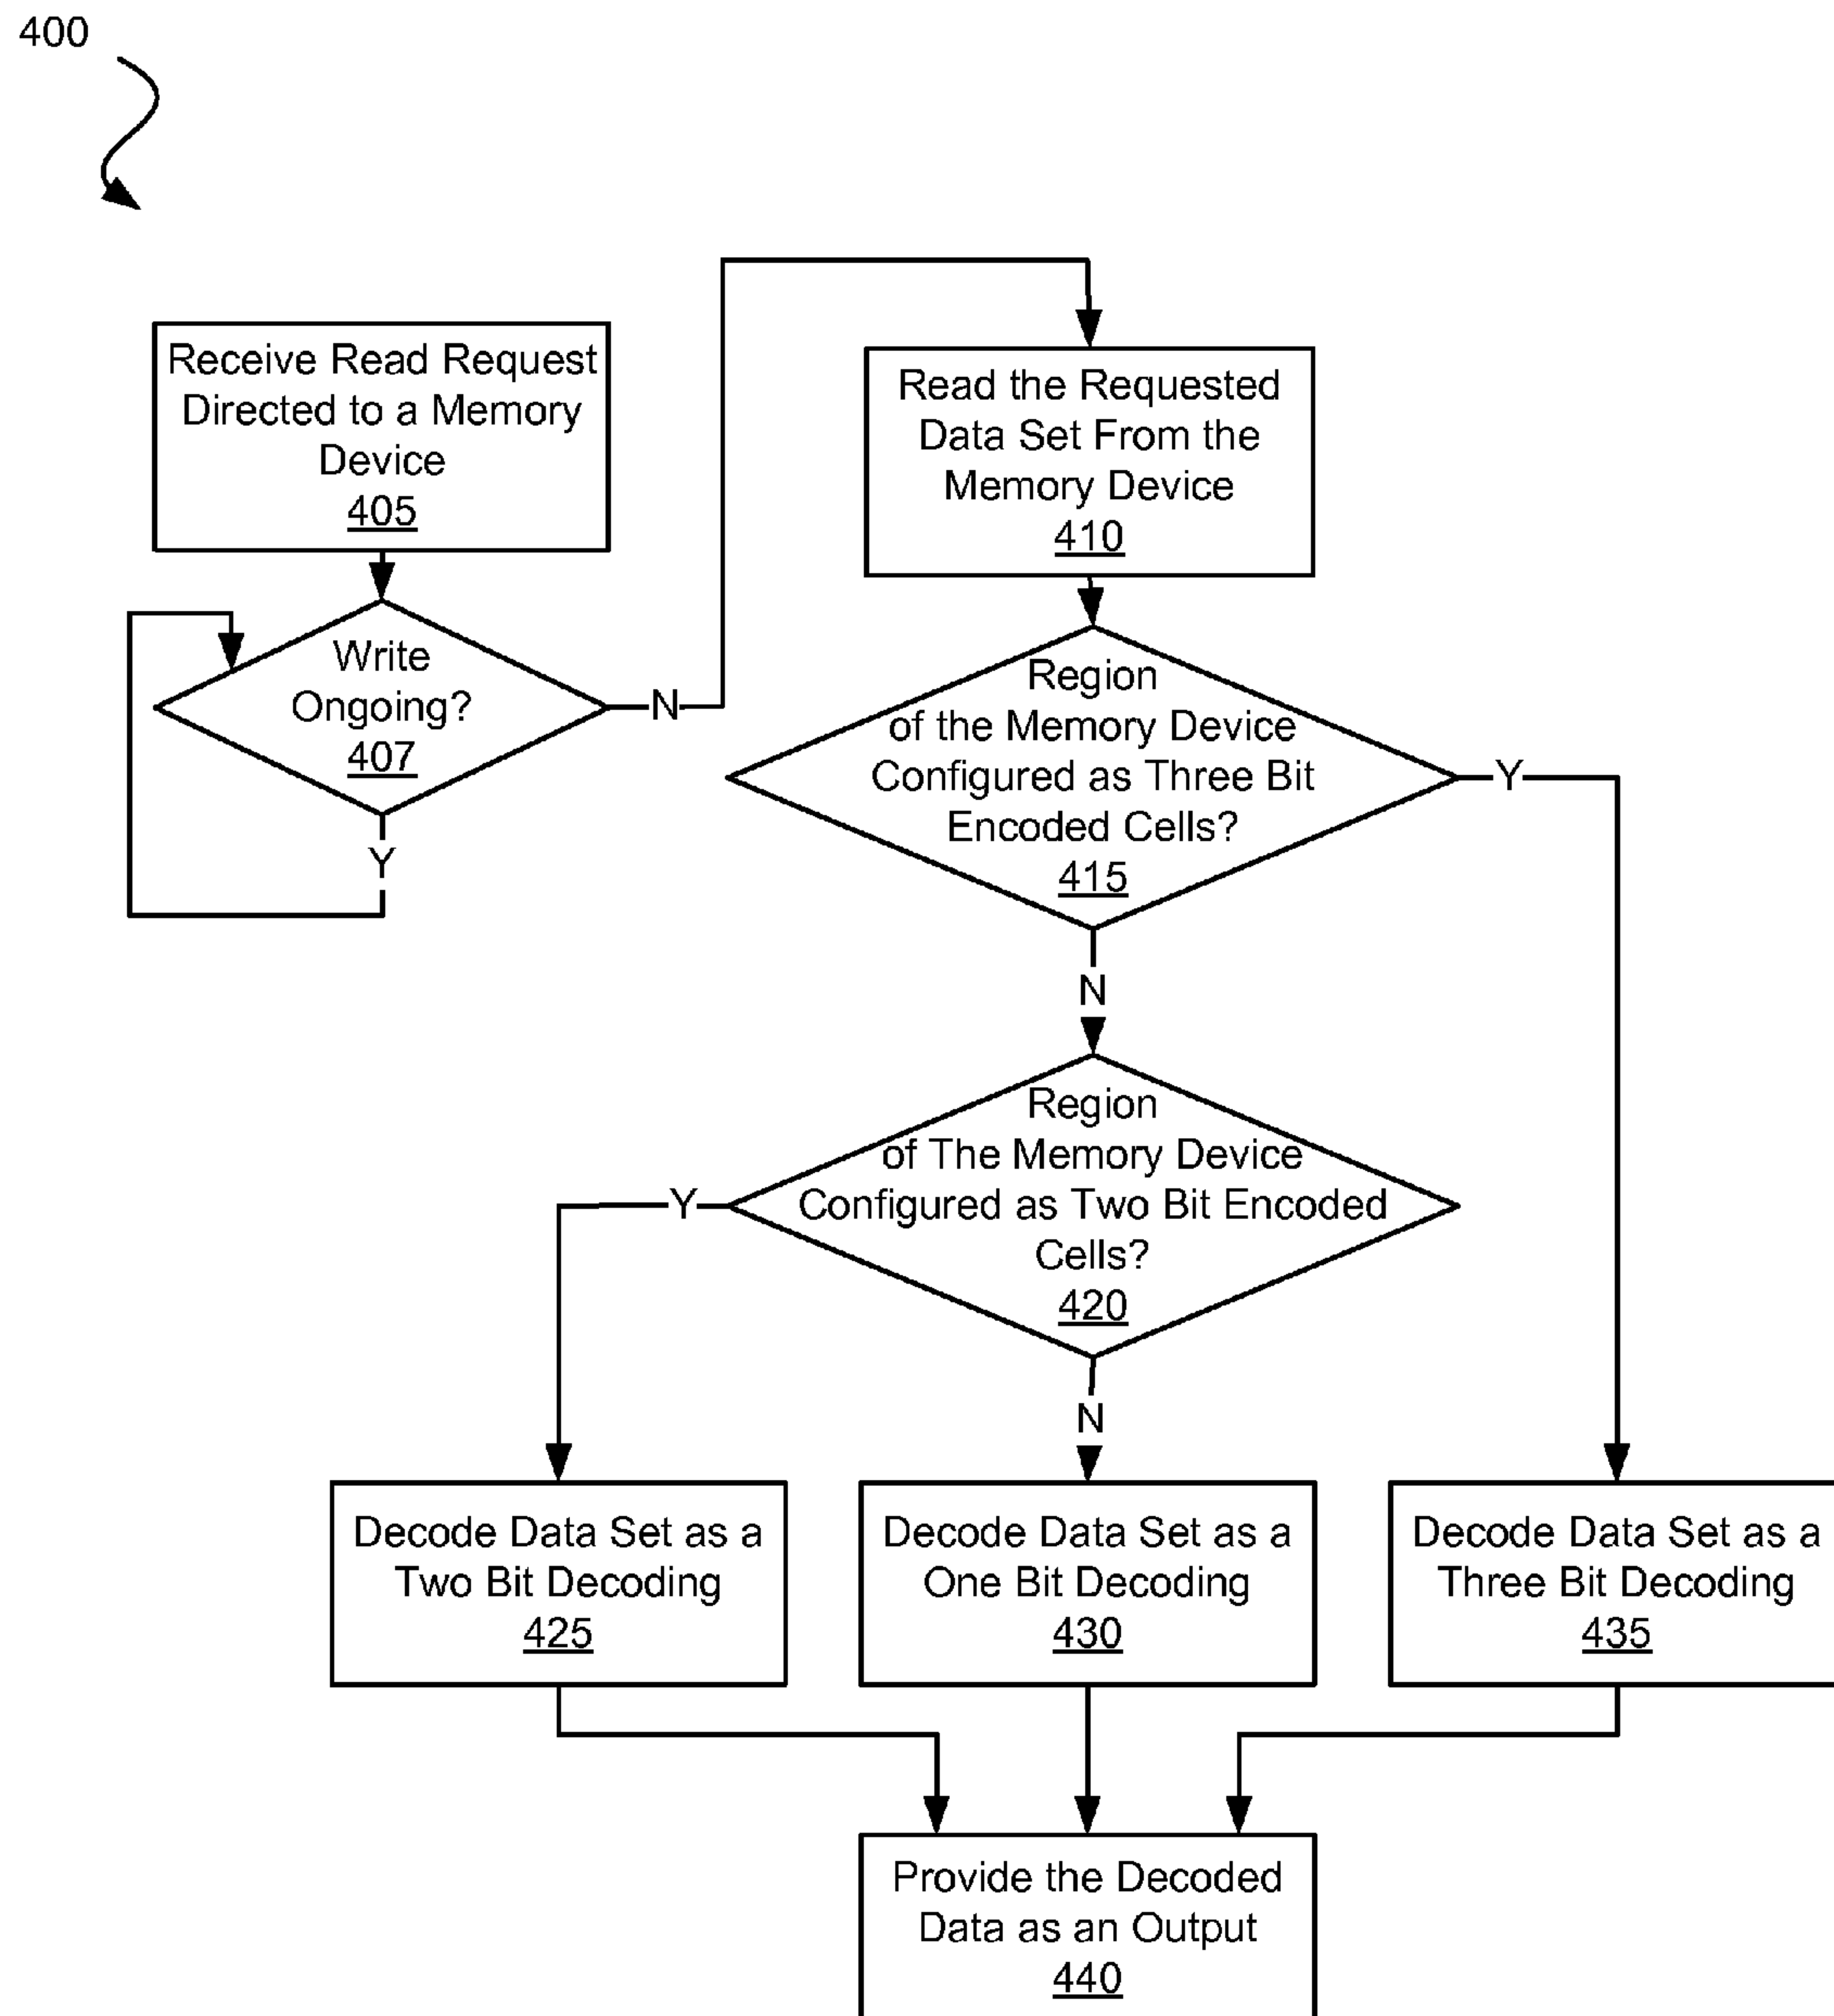 400
Receive Read Request
Directed to a Memory
Device
405
Write
Ongoing?
407
Y
N
Read the Requested
Data Set From the
Memory Device
410
Region
of the Memory Device
Configured as Three Bit
Encoded Cells?
415
Y
N
Region
of The Memory Device
Configured as Two Bit Encoded
Cells?
420
Y
N
Decode Data Set as a
Two Bit Decoding
425
Decode Data Set as a
One Bit Decoding
430
Decode Data Set as a
Three Bit Decoding
435
Provide the Decoded
Data as an Output
440